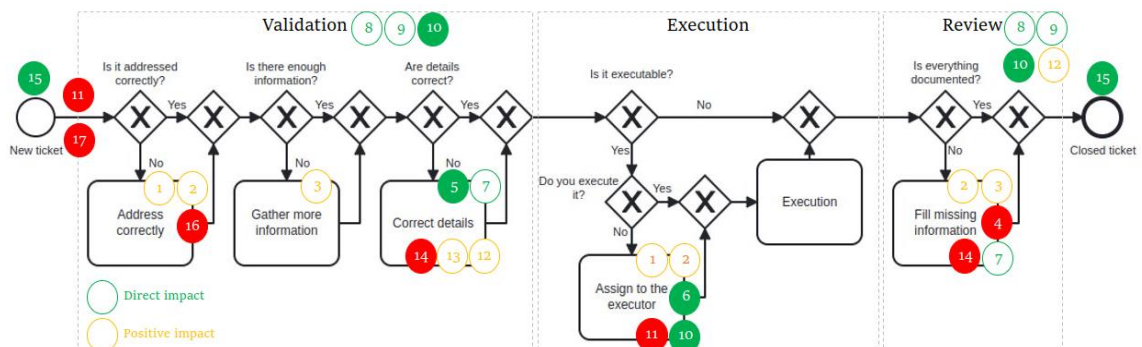 Validation 8 9 10
Execution
Review 8 9
10 12
Is it addressed
correctly?
Is there enough
information?
Are details
correct?
Is it executable?
Is everything
documented?
15
11
17
New ticket
X
Yes
X
X
Yes
X
X
Yes
X
X
No
X
X
Yes
X
15
Closed ticket
No
No
No
Yes
No
1 2
Address
correctly
16
3
Gather more
information
5 7
Correct details
14 13 12
Do you execute
it?
X
Yes
X
No
Execution
1 2
Assign to the
executor
6
11 10
2 3
Fill missing
information
4
14 7
Direct impact
Positive impact